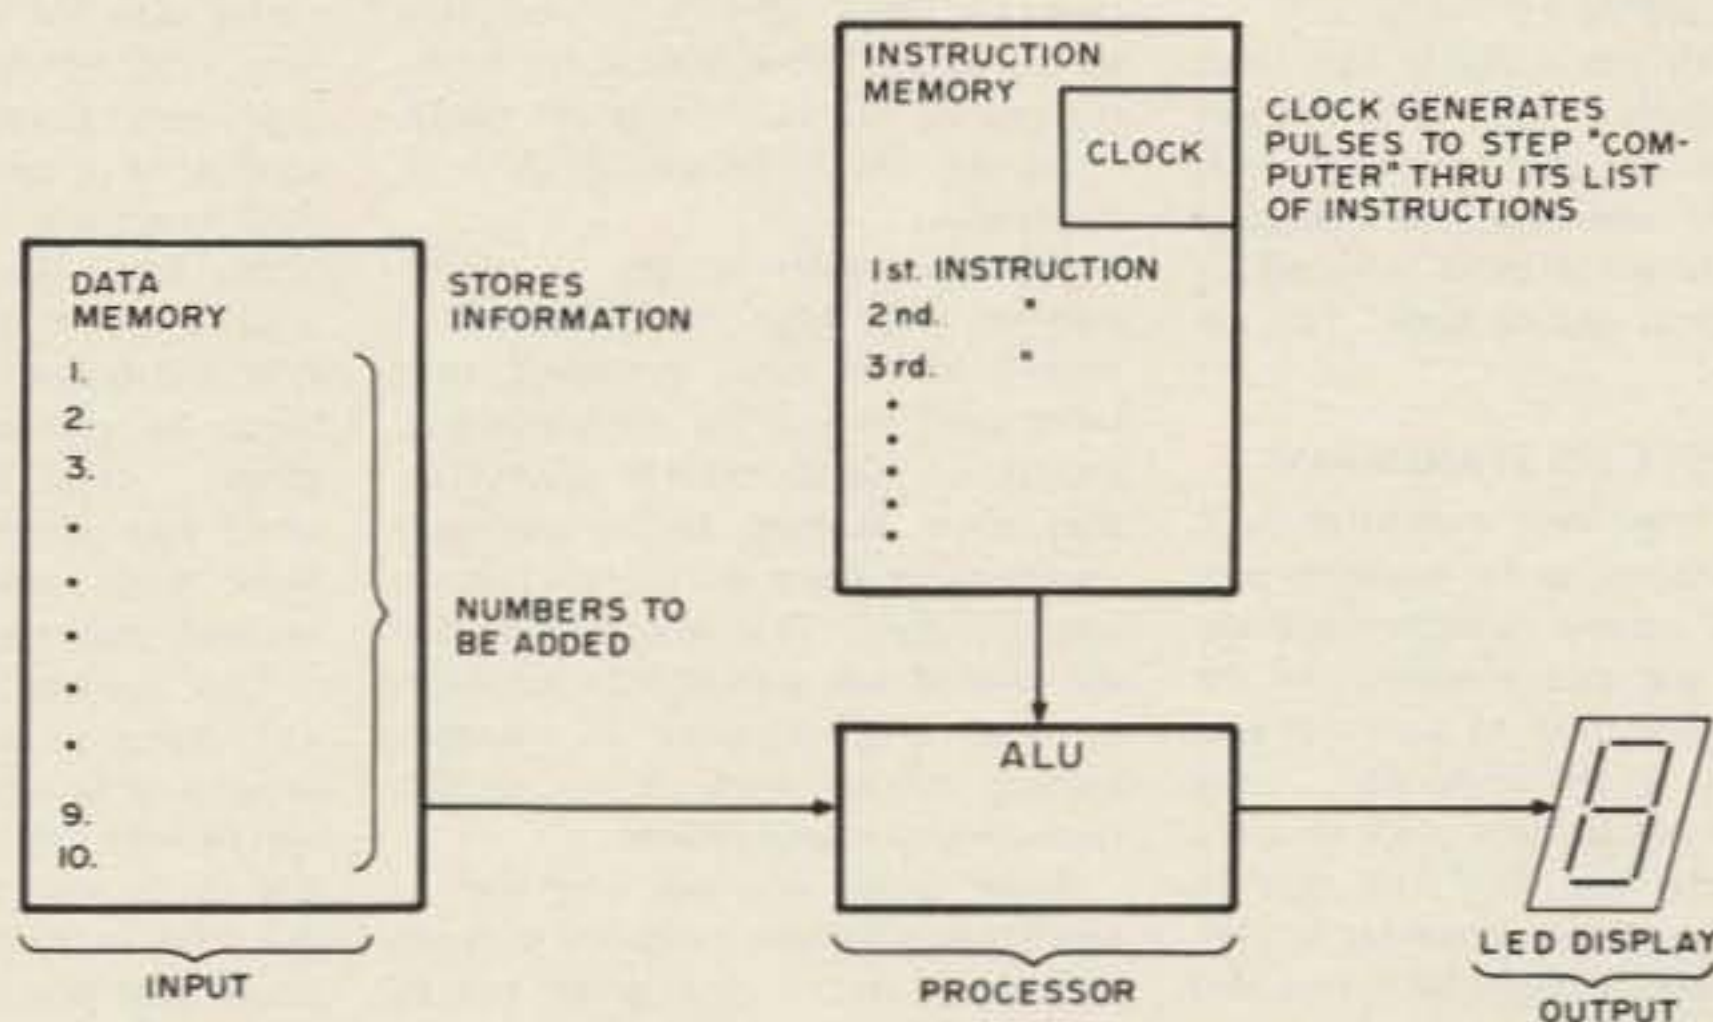 INSTRUCTION
MEMORY
CLOCK
CLOCK GENERATES
PULSES TO STEP "COM-
PUTER" THRU ITS LIST
OF INSTRUCTIONS
1st. INSTRUCTION
2nd. "
3rd. "
DATA
MEMORY
STORES
INFORMATION
1.
2.
3.
NUMBERS TO
BE ADDED
9.
10.
ALU
LED DISPLAY
INPUT
PROCESSOR
OUTPUT